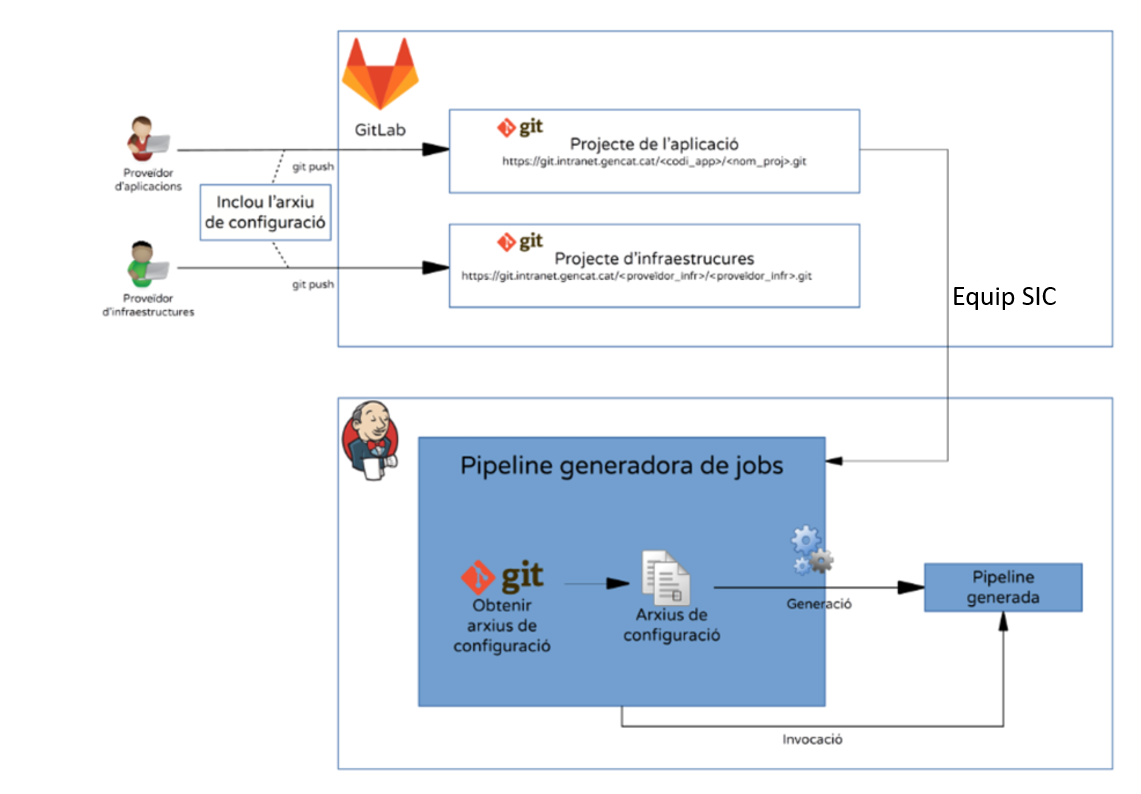 GitLab
git
Projecte de l'aplicació
https://git.intranet.gencat.cat/<codi_app>/<nom_proj>.git
git push
Proveïdor
d'aplicacions
Inclou l'arxiu
de configuració
git
Projecte d'infraestrucures
https://git.intranet.gencat.cat/<proveïdor_infr>/<proveïdor_infr>.git
git push
Proveïdor
d'infraestructures
Equip SIC
Pipeline generadora de jobs
git
Obtenir
arxius de
configuració
Arxius de
configuració
Generació
Pipeline
generada
Invocació